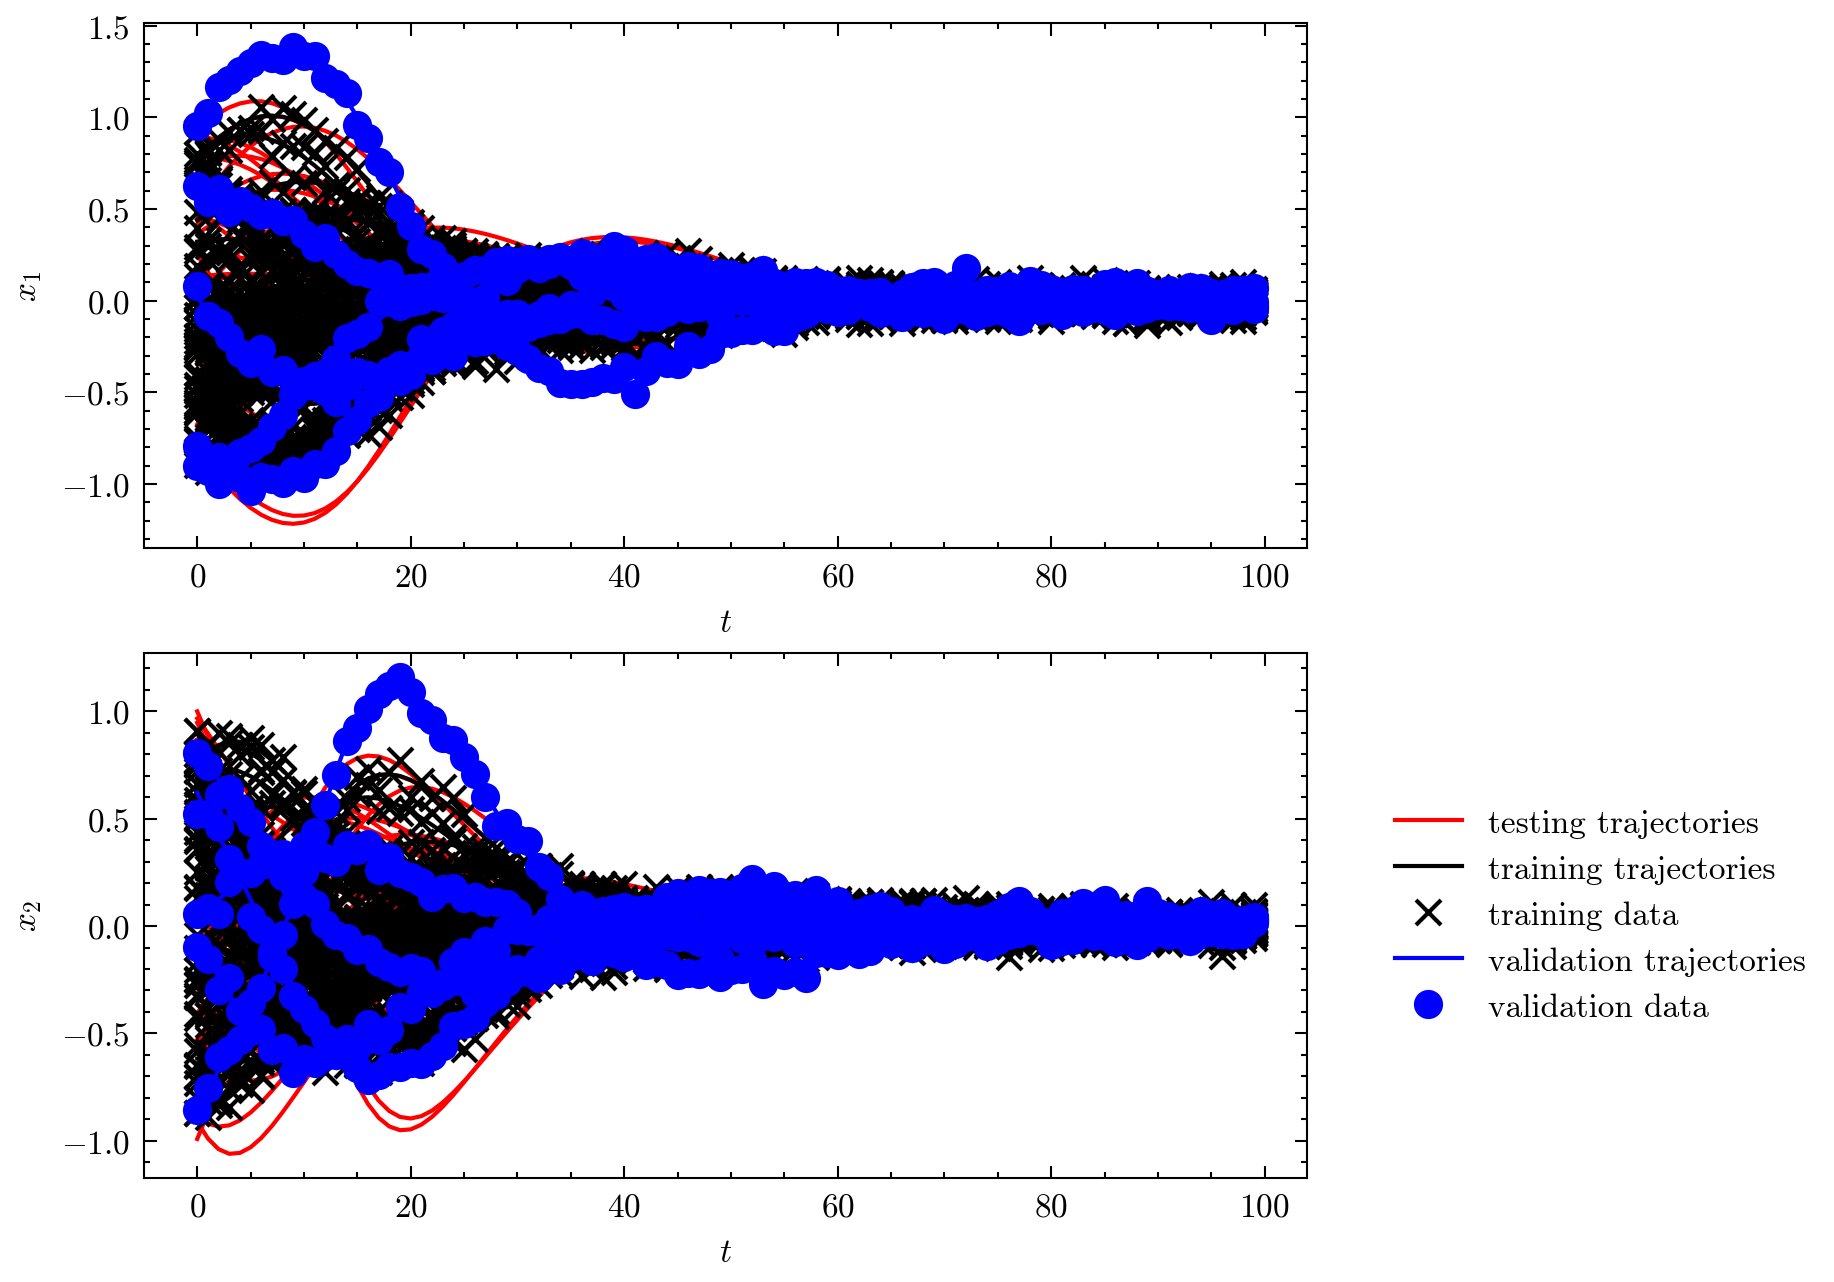 1.5
1.0
0.5
0.0
−0.5
−1.0
x₁
0 20 40 60 80 100
t
1.0
0.5
0.0
−0.5
−1.0
x₂
0 20 40 60 80 100
t
testing trajectories
training trajectories
training data
validation trajectories
validation data